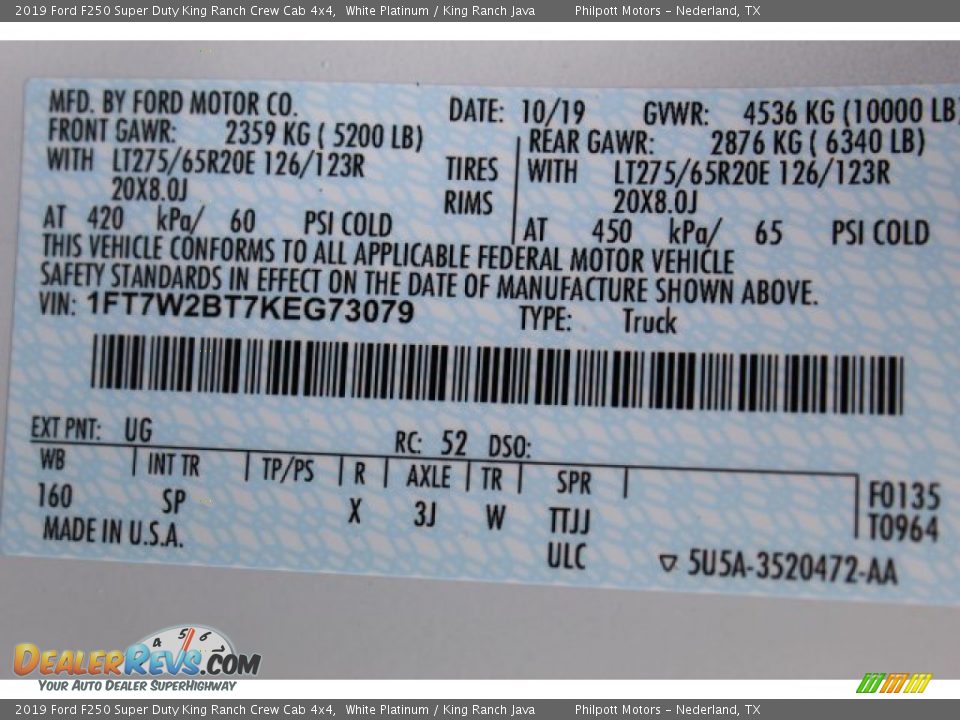 2019 Ford F250 Super Duty King Ranch Crew Cab 4x4, White Platinum / King Ranch Java Philpott Motors - Nederland, TX
MFD. BY FORD MOTOR CO. DATE: 10/19 GVWR: 4536 KG (10000 LB)
FRONT GAWR: 2359 KG ( 5200 LB) REAR GAWR: 2876 KG ( 6340 LB)
WITH LT275/65R20E 126/123R TIRES WITH LT275/65R20E 126/123R
20X8.0J RIMS 20X8.0J
AT 420 kPa/ 60 PSI COLD AT 450 kPa/ 65 PSI COLD
THIS VEHICLE CONFORMS TO ALL APPLICABLE FEDERAL MOTOR VEHICLE
SAFETY STANDARDS IN EFFECT ON THE DATE OF MANUFACTURE SHOWN ABOVE.
VIN: 1FT7W2BT7KEG73079 TYPE: Truck
EXT PNT: UG RC: 52 DSO:
WB INT TR TP/PS R AXLE TR SPR
160 SP X 3J W TTJJ F0135
T0964
MADE IN U.S.A. ULC 5U5A-3520472-AA
4 5 6
DealerRevs.com
Your Auto Dealer SuperHighway
2019 Ford F250 Super Duty King Ranch Crew Cab 4x4, White Platinum / King Ranch Java Philpott Motors - Nederland, TX